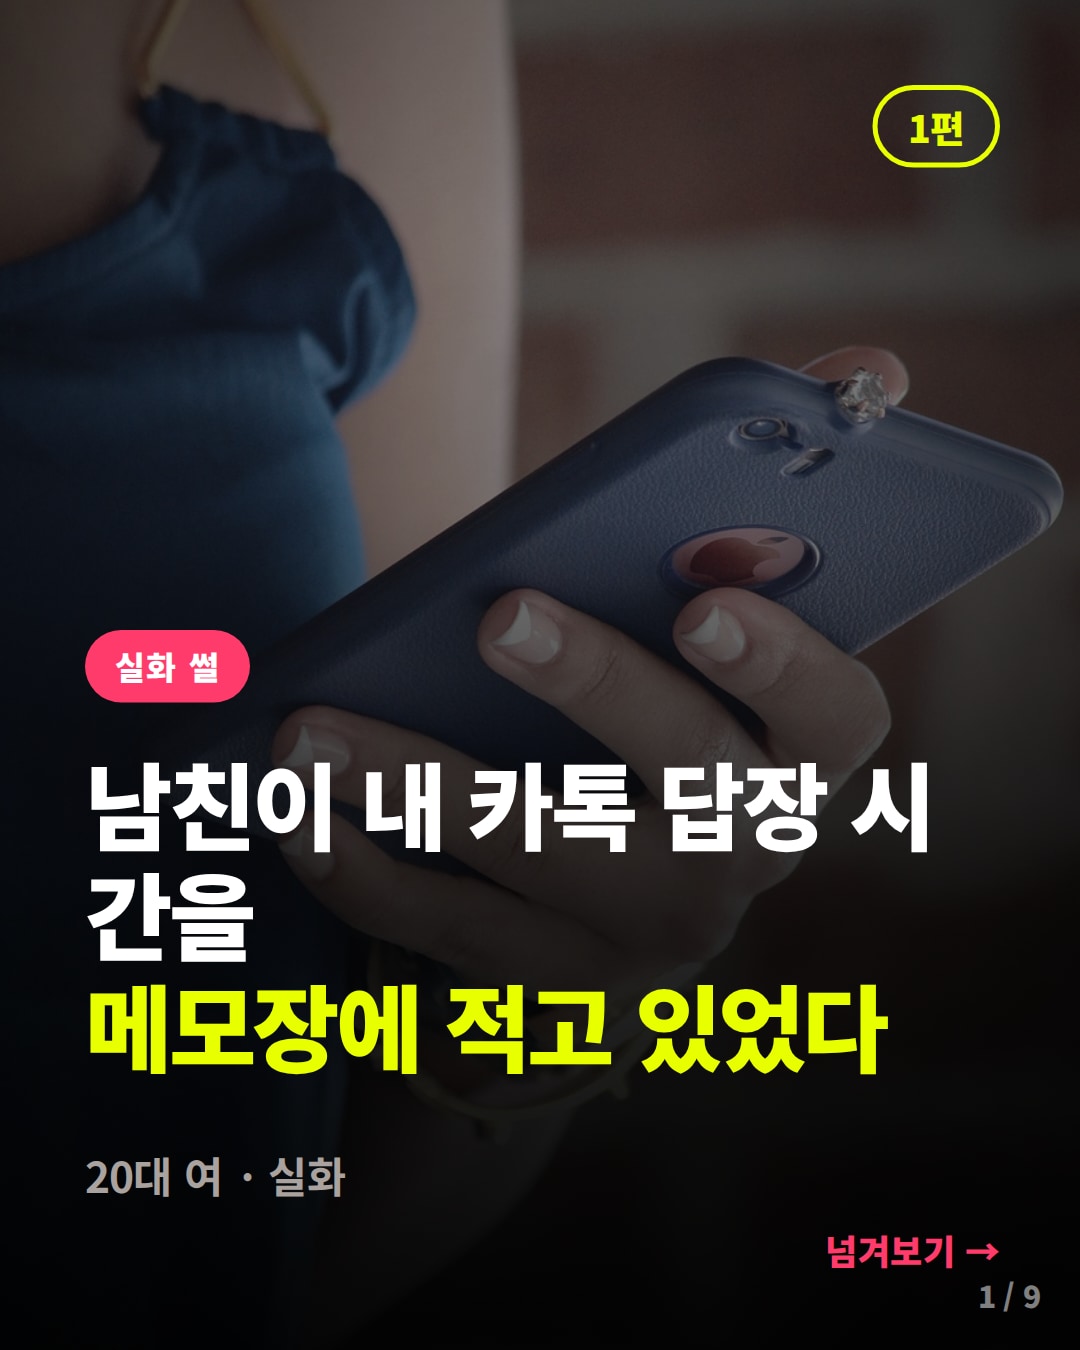 1편
실화 썰
남친이 내 카톡 답장 시
간을
메모장에 적고 있었다
20대 여 · 실화
넘겨보기 →
1 / 9